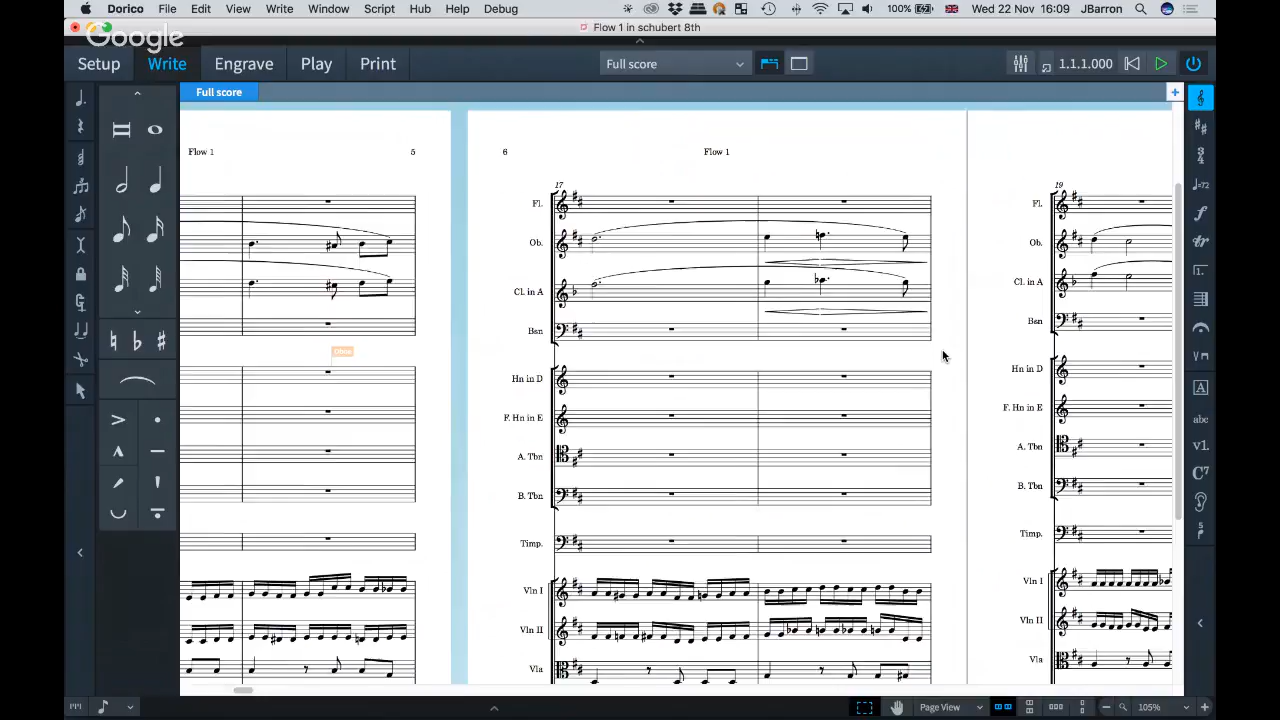 Dorico File Edit Write View Write Window Script Hub Help Debug 100% Wed 22 Nov 16:09 JBarron
Flow 1 in schubert 8th
Google
Setup Write Engrave Play Print Full score 1.1.1.000
Full score
Flow 1 5 6 Flow 1
17 19
Fl. Fl.
Ob. Ob.
Cl. in A Cl. in A
Bsn Bsn
Oboe
Hn in D Hn in D
F. Hn in E F. Hn in E
A. Tbn A. Tbn
B. Tbn B. Tbn
Timp. Timp.
Vln I Vln I
Vln II Vln II
Vla Vla
Page View 105%